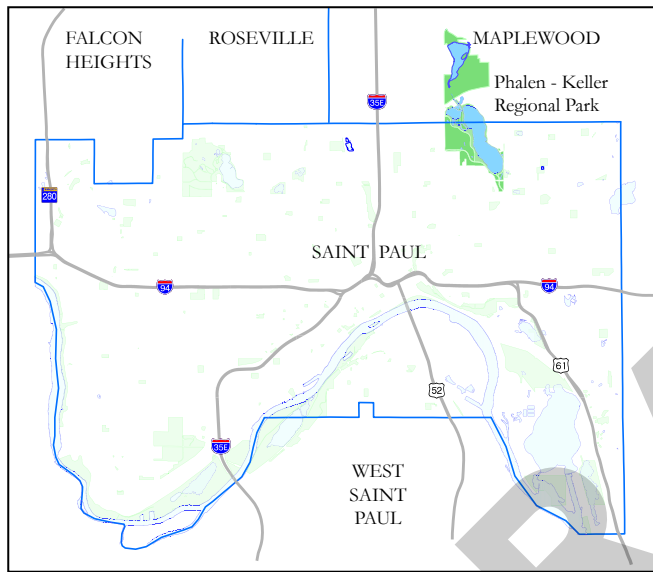 FALCON
HEIGHTS
ROSEVILLE
MAPLEWOOD
Phalen - Keller
Regional Park
35E
280
SAINT PAUL
94
94
61
52
35E
WEST
SAINT
PAUL